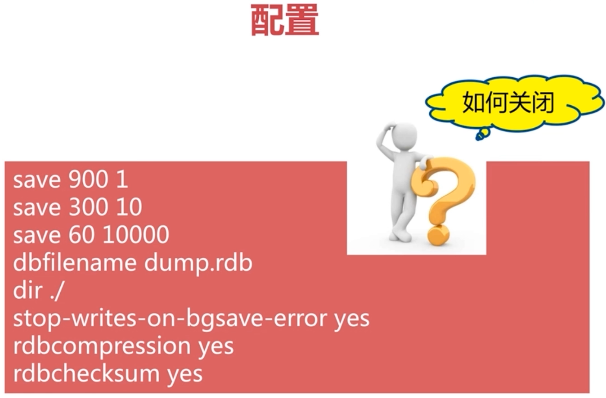 配置
如何关闭
save 900 1
save 300 10
save 60 10000
dbfilename dump.rdb
dir ./
stop-writes-on-bgsave-error yes
rdbcompression yes
rdbchecksum yes